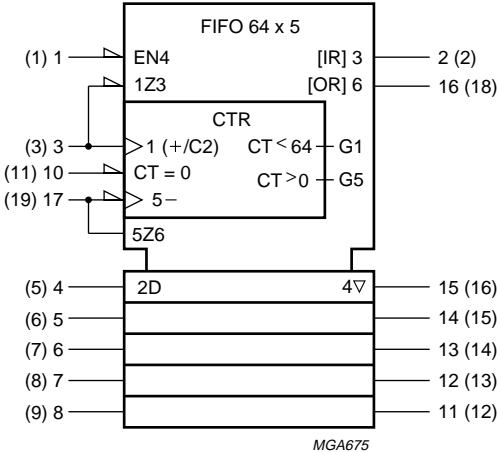 FIFO 64 x 5
(1) 1 EN4 [IR] 3 2 (2)
1Z3 [OR] 6 16 (18)
CTR
(3) 3 1 (+/C2) CT < 64 G1
(11) 10 CT = 0 CT > 0 G5
(19) 17 5−
5Z6
(5) 4 2D 4▽ 15 (16)
(6) 5 14 (15)
(7) 6 13 (14)
(8) 7 12 (13)
(9) 8 11 (12)
MGA675